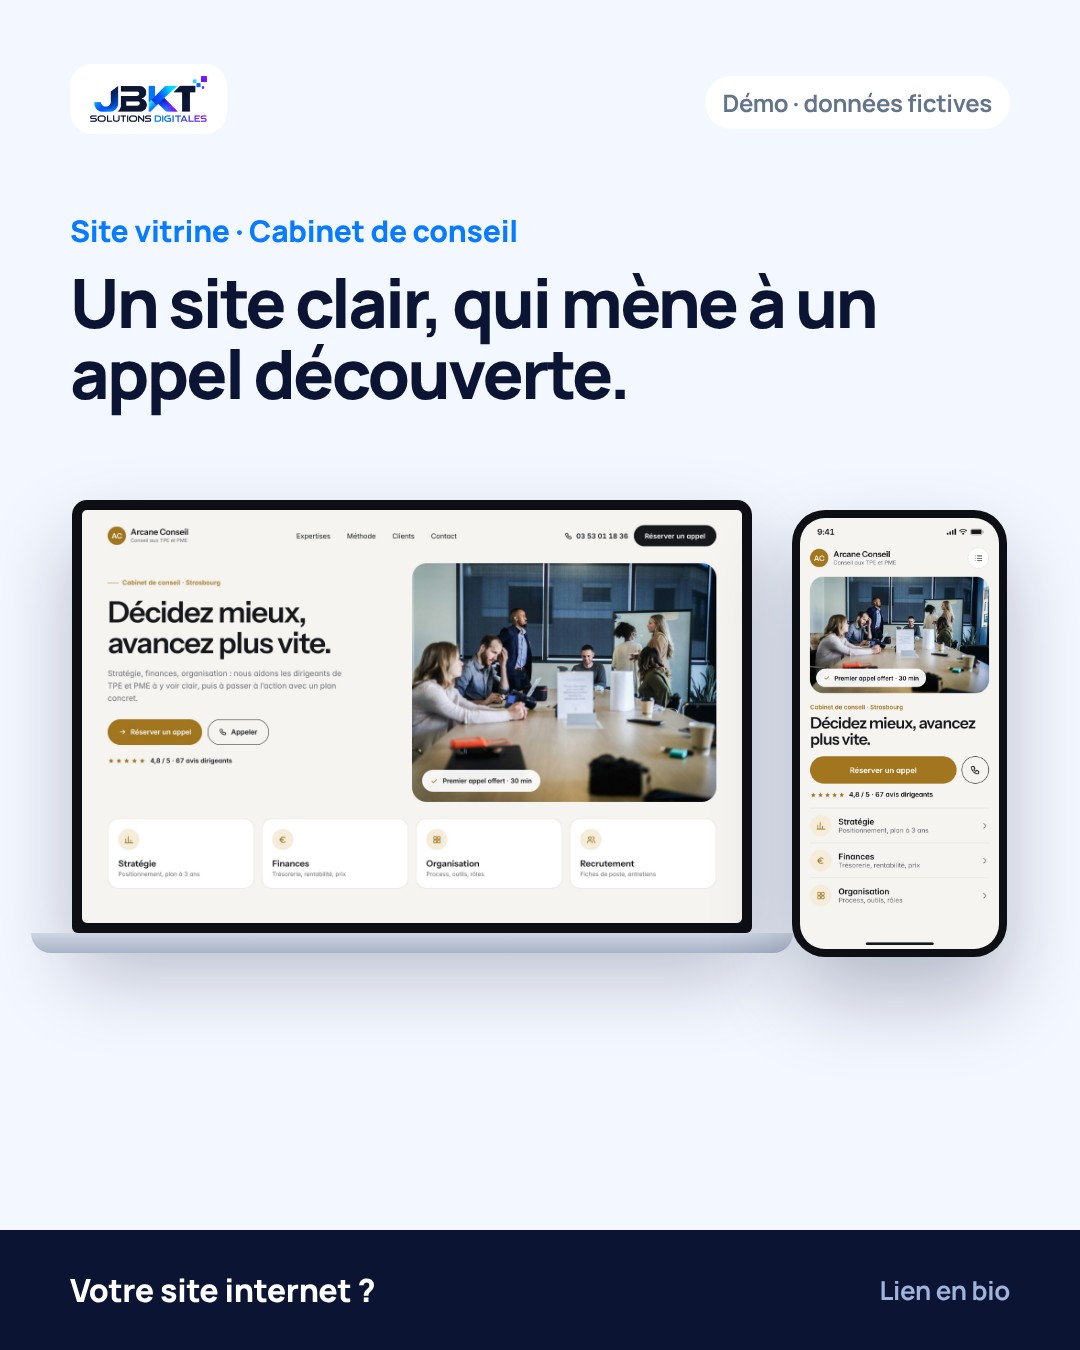 JBKT
SOLUTIONS DIGITALES
Démo · données fictives
Site vitrine · Cabinet de conseil
Un site clair, qui mène à un
appel découverte.
AC
Arcane Conseil
Conseil aux TPE et PME
Expertises
Méthode
Clients
Contact
03 53 01 18 36
Réserver un appel
Cabinet de conseil · Strasbourg
Décidez mieux,
avancez plus vite.
Stratégie, finances, organisation : nous aidons les dirigeants de
TPE et PME à y voir clair, puis à passer à l'action avec un plan
concret.
Réserver un appel
Appeler
★★★★★ 4,8 / 5 · 67 avis dirigeants
Premier appel offert · 30 min
Stratégie
Positionnement, plan à 3 ans
Finances
Trésorerie, rentabilité, prix
Organisation
Process, outils, rôles
Recrutement
Fiches de poste, entretiens
9:41
AC
Arcane Conseil
Conseil aux TPE et PME
Premier appel offert · 30 min
Cabinet de conseil · Strasbourg
Décidez mieux, avancez
plus vite.
Réserver un appel
★★★★★ 4,8 / 5 · 67 avis dirigeants
Stratégie
Positionnement, plan à 3 ans
Finances
Trésorerie, rentabilité, prix
Organisation
Process, outils, rôles
Votre site internet ?
Lien en bio